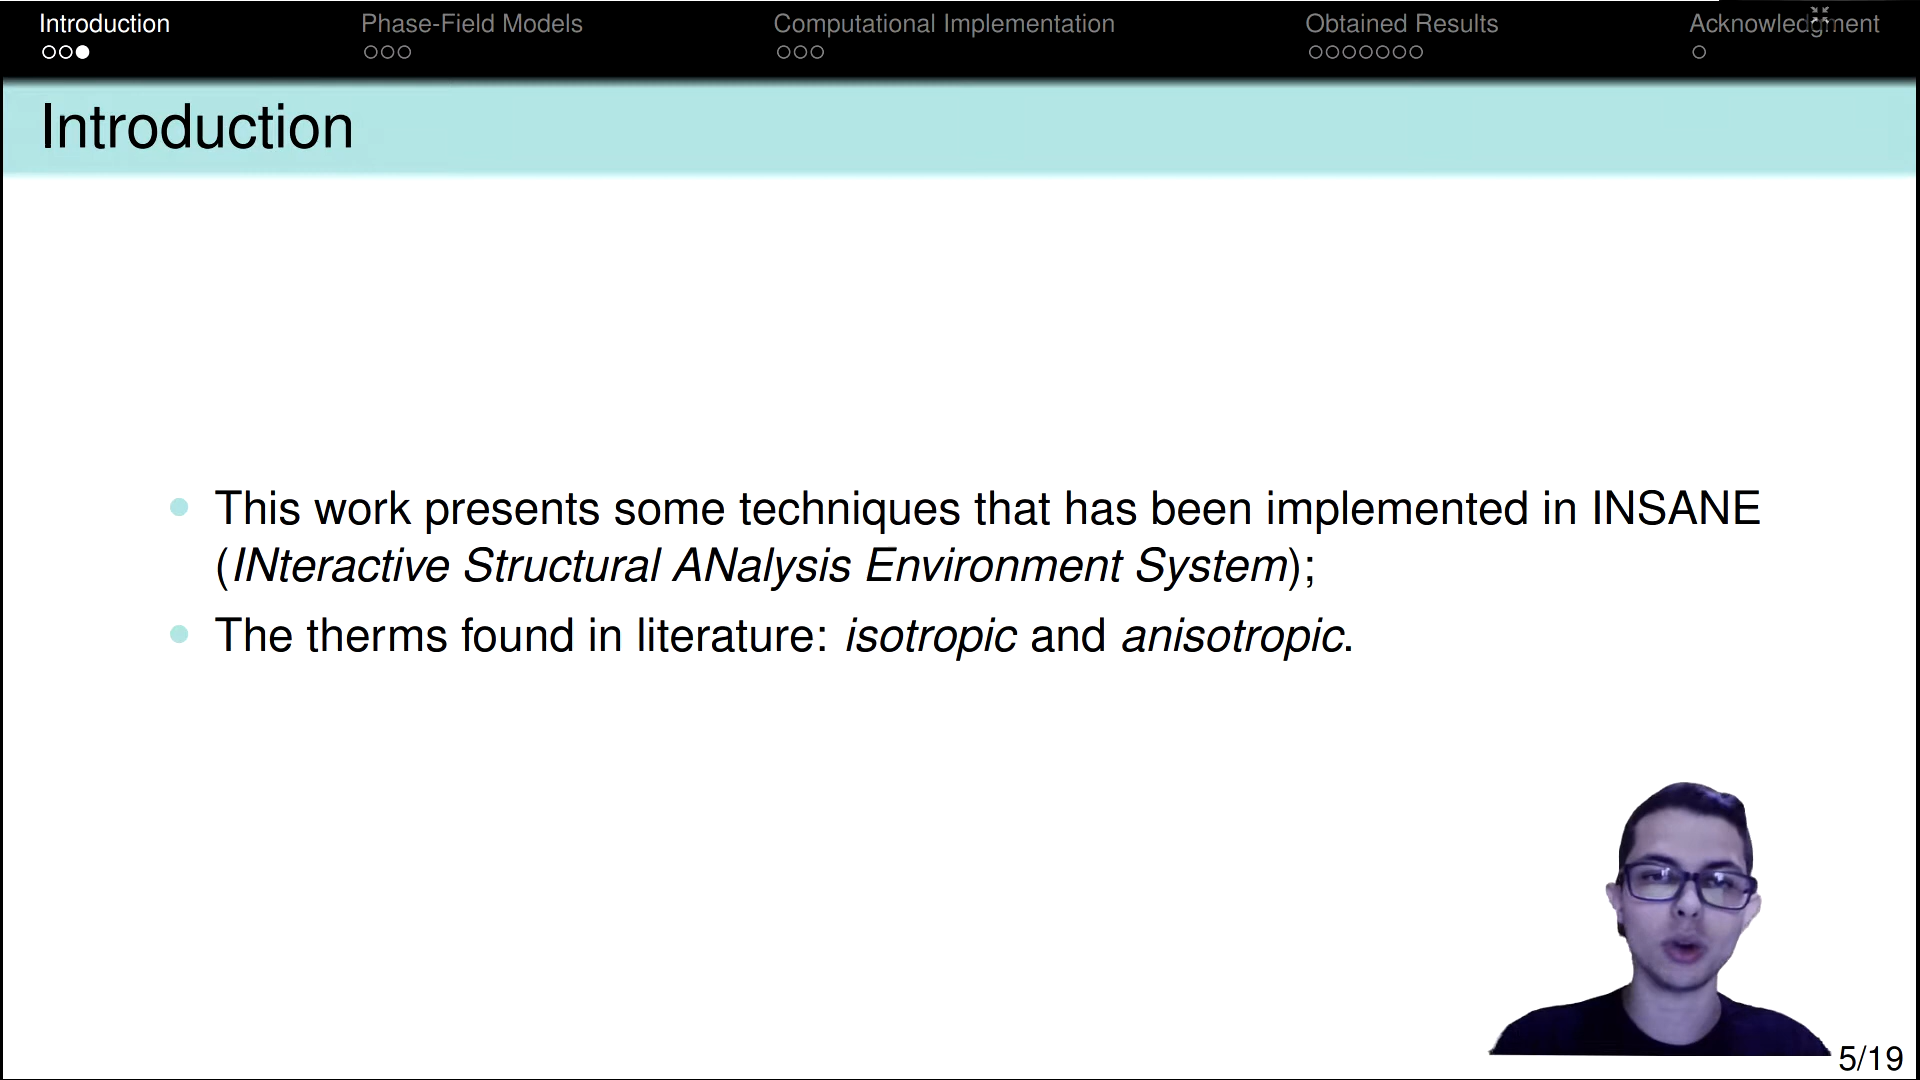 Introduction
Phase-Field Models
Computational Implementation
Obtained Results
Acknowledgment
Introduction
This work presents some techniques that has been implemented in INSANE
(INteractive Structural ANalysis Environment System);
The therms found in literature: isotropic and anisotropic.
5/19